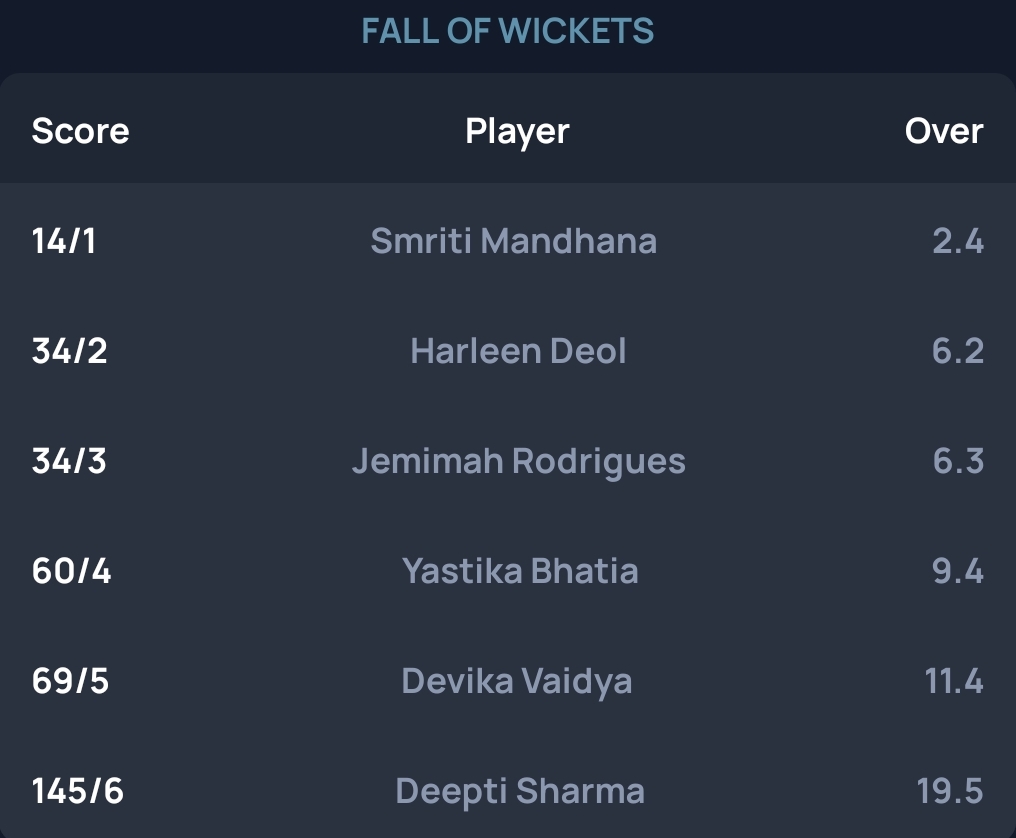 FALL OF WICKETS
Score Player Over
14/1 Smriti Mandhana 2.4
34/2 Harleen Deol 6.2
34/3 Jemimah Rodrigues 6.3
60/4 Yastika Bhatia 9.4
69/5 Devika Vaidya 11.4
145/6 Deepti Sharma 19.5